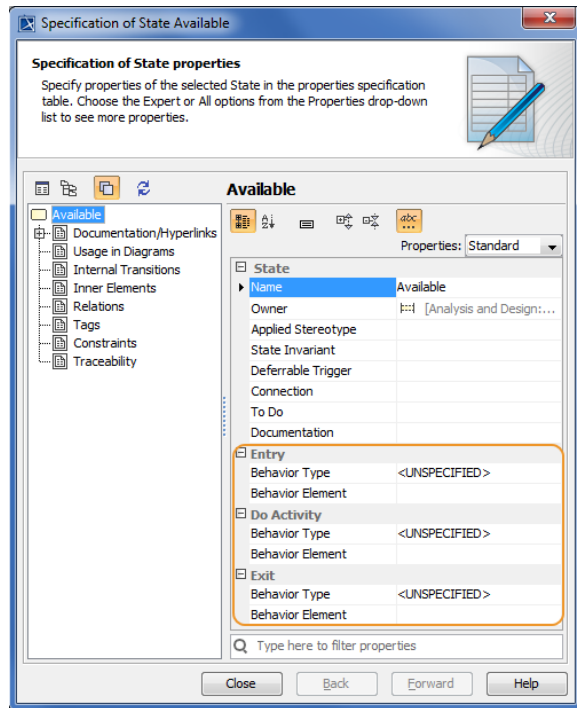 Specification of State Available
Specification of State properties
Specify properties of the selected State in the properties specification
table. Choose the Expert or All options from the Properties drop-down
list to see more properties.
Available
Documentation/Hyperlinks
Usage in Diagrams
Internal Transitions
Inner Elements
Relations
Tags
Constraints
Traceability
Available
abc
Properties: Standard
State
Name Available
Owner [Analysis and Design:...
Applied Stereotype
State Invariant
Deferrable Trigger
Connection
To Do
Documentation
Entry
Behavior Type <UNSPECIFIED>
Behavior Element
Do Activity
Behavior Type <UNSPECIFIED>
Behavior Element
Exit
Behavior Type <UNSPECIFIED>
Behavior Element
Type here to filter properties
Close Back Forward Help